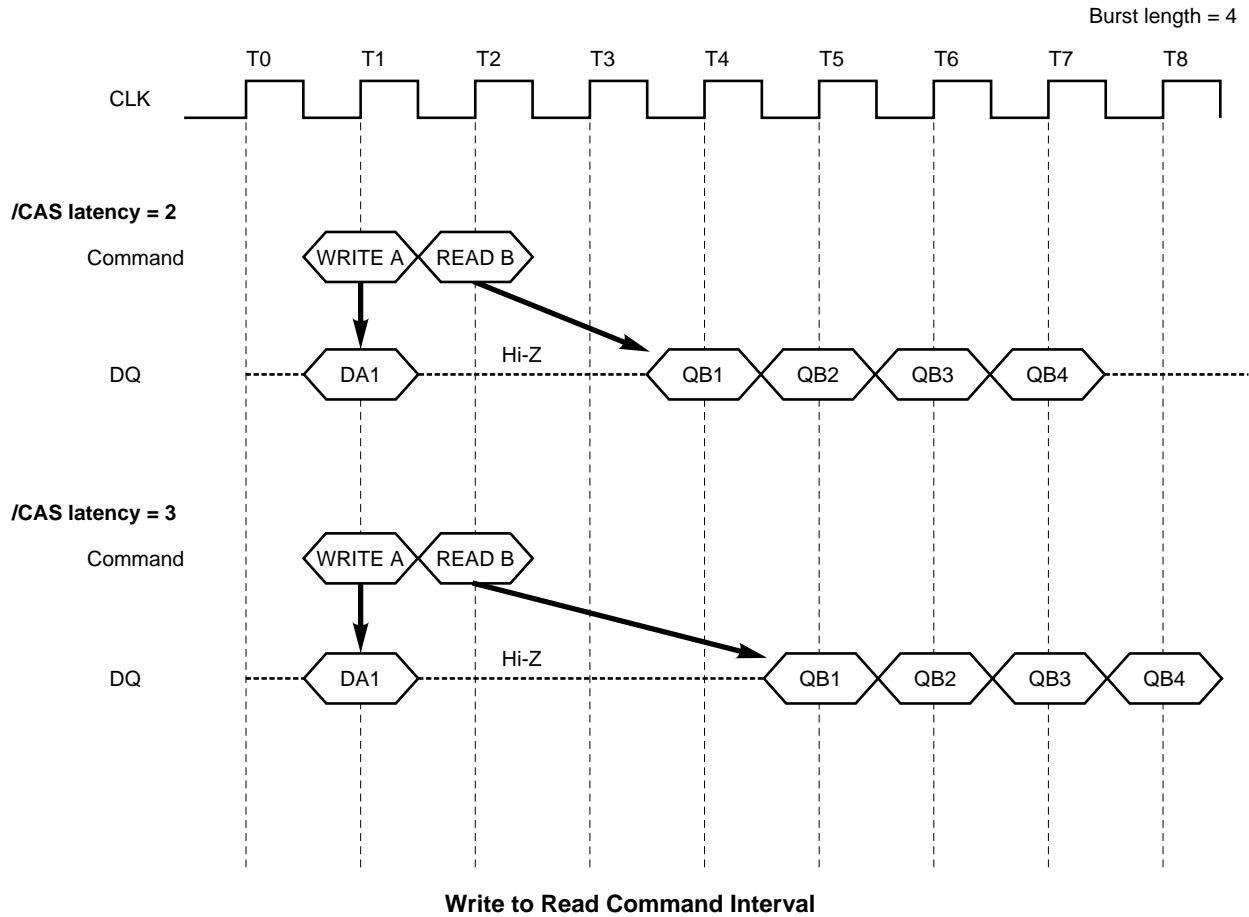 Burst length = 4
T0 T1 T2 T3 T4 T5 T6 T7 T8
CLK
/CAS latency = 2
Command WRITE A READ B
Hi-Z
DQ DA1 QB1 QB2 QB3 QB4
/CAS latency = 3
Command WRITE A READ B
Hi-Z
DQ DA1 QB1 QB2 QB3 QB4
Write to Read Command Interval